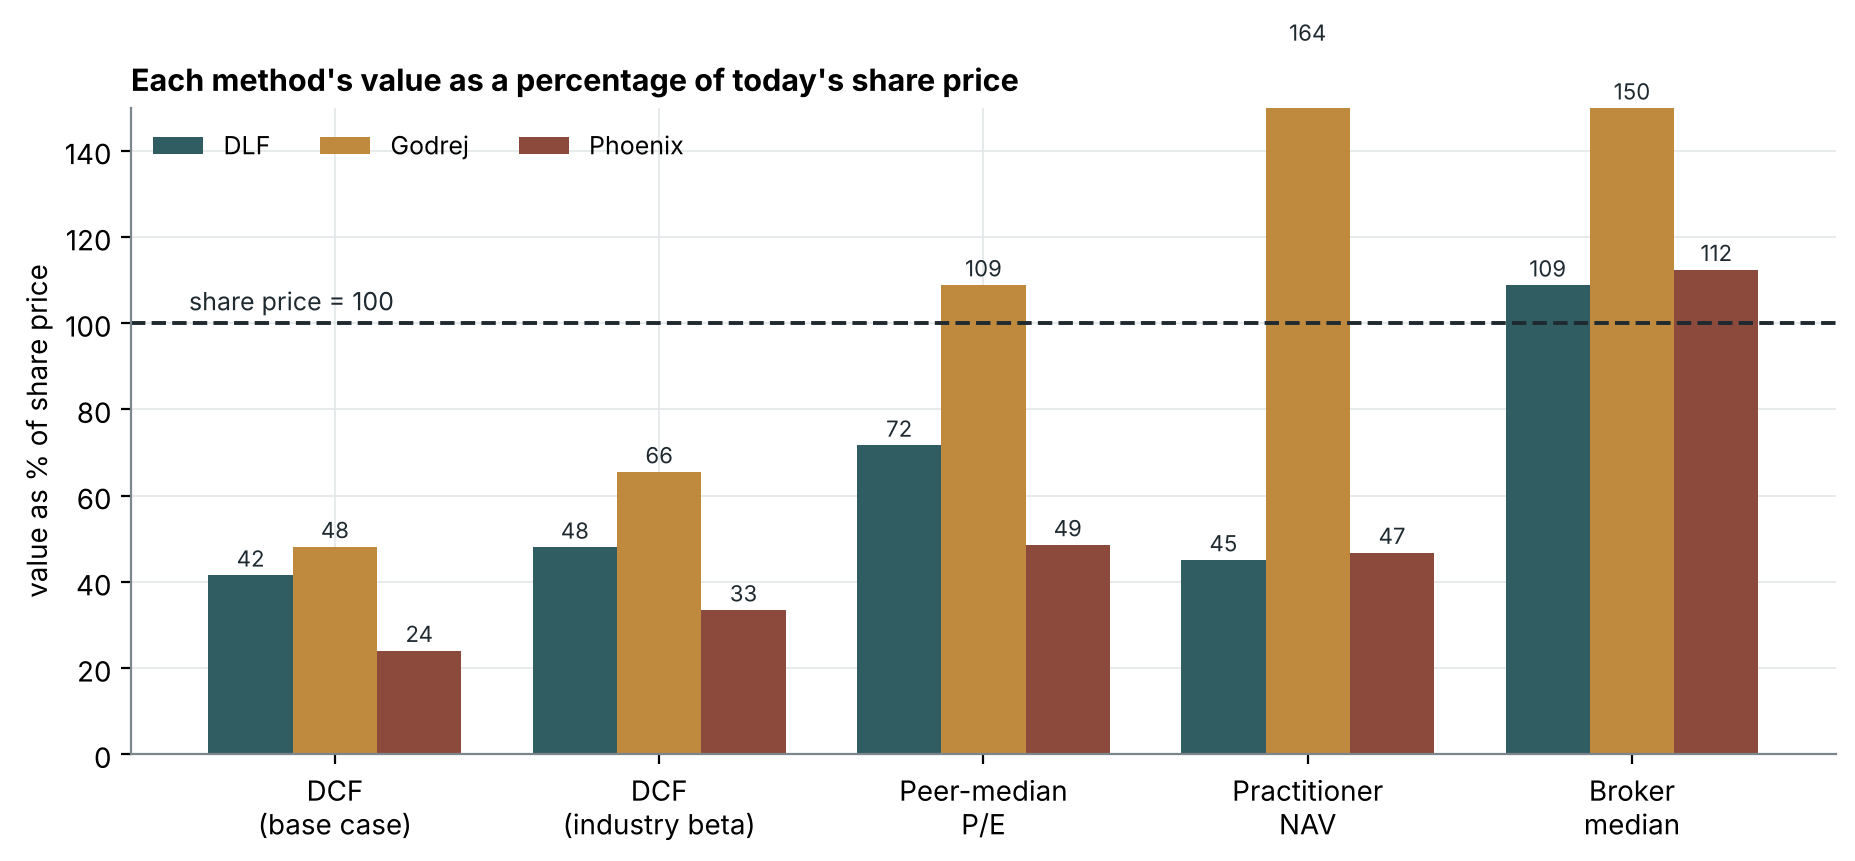 164
Each method's value as a percentage of today's share price
150
DLF
Godrej
Phoenix
value as % of share price
140
120
100
80
60
40
20
0
share price = 100
42
48
24
48
66
33
72
109
49
45
47
109
112
DCF
(base case)
DCF
(industry beta)
Peer-median
P/E
Practitioner
NAV
Broker
median